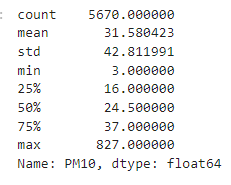 count    5670.000000
mean       31.580423
std        42.811991
min         3.000000
25%        16.000000
50%        24.500000
75%        37.000000
max       827.000000
Name: PM10, dtype: float64